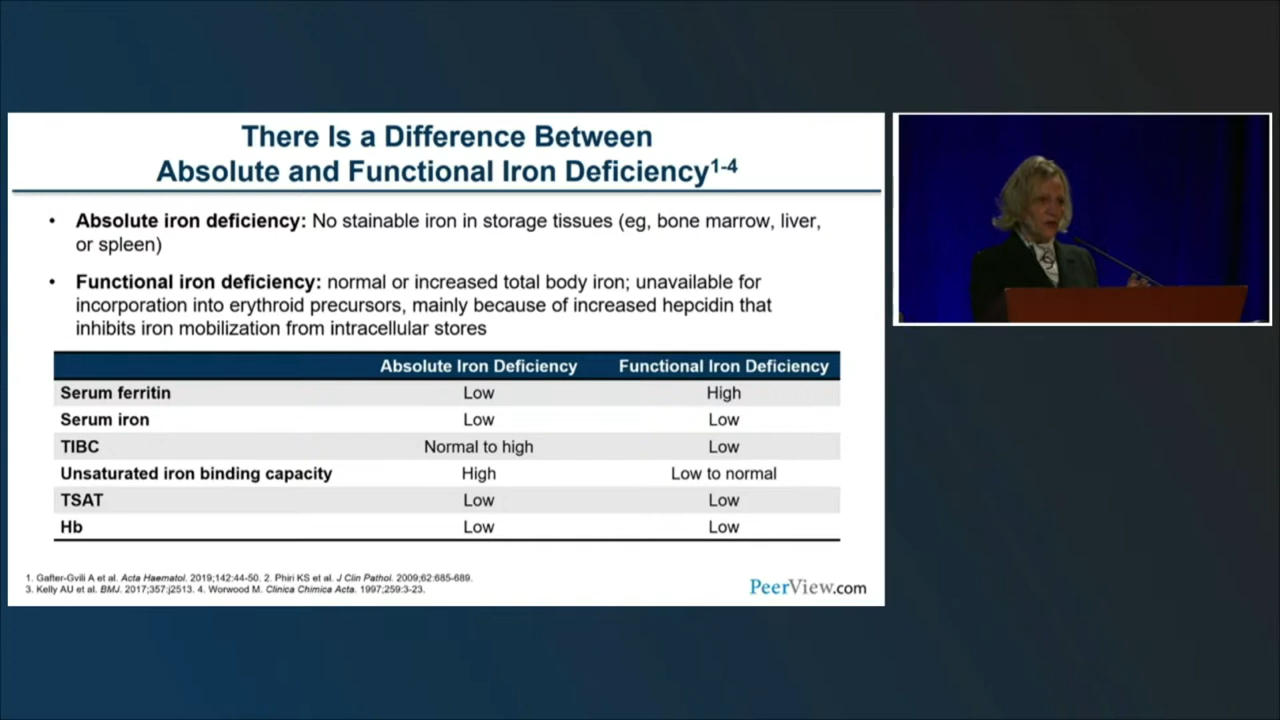 There Is a Difference Between
Absolute and Functional Iron Deficiency1-4
• Absolute iron deficiency: No stainable iron in storage tissues (eg, bone marrow, liver,
or spleen)
• Functional iron deficiency: normal or increased total body iron; unavailable for
incorporation into erythroid precursors, mainly because of increased hepcidin that
inhibits iron mobilization from intracellular stores
Absolute Iron Deficiency Functional Iron Deficiency
Serum ferritin Low High
Serum iron Low Low
TIBC Normal to high Low
Unsaturated iron binding capacity High Low to normal
TSAT Low Low
Hb Low Low
1. Gafter-Gvili A et al. Acta Haematol. 2019;142:44-50. 2. Phiri KS et al. J Clin Pathol. 2009;62:685-689.
3. Kelly AU et al. BMJ. 2017;357:j2513. 4. Worwood M. Clinica Chimica Acta. 1997;259:3-23.
PeerView.com